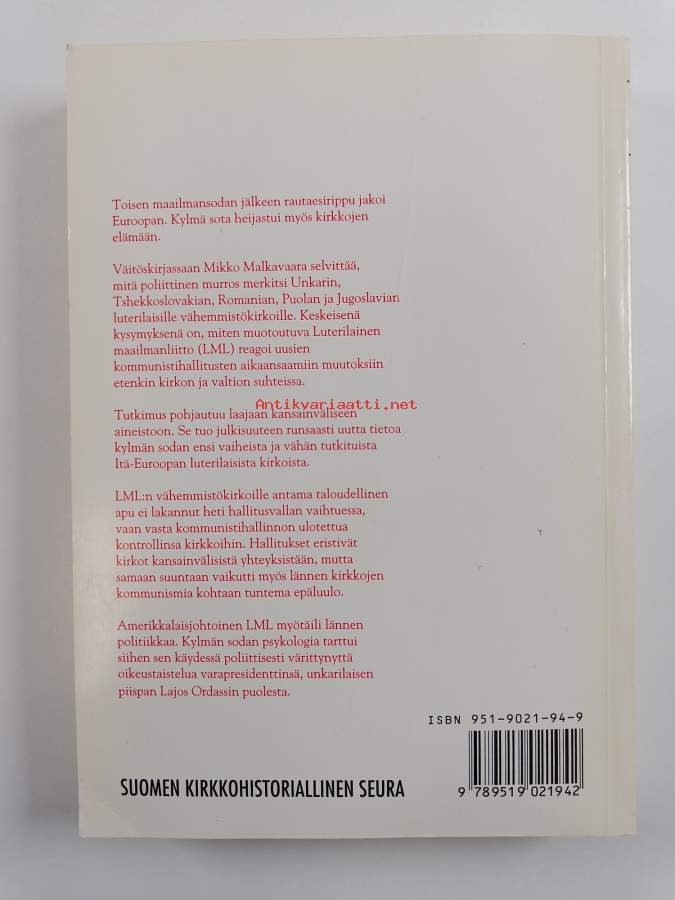 Toisen maailmansodan jälkeen rautaesirippu jakoi
Euroopan. Kylmä sota heijastui myös kirkkojen
elämään.
Väitöskirjassaan Mikko Malkavaara selvittää,
mitä poliittinen murros merkitsi Unkarin,
Tshekkoslovakian, Romanian, Puolan ja Jugoslavian
luterilaisille vähemmistökirkoille. Keskeisenä
kysymyksenä on, miten muotoutuva Luterilainen
maailmanliitto (LML) reagoi uusien
kommunistihallitusten aikaansaamiin muutoksiin
etenkin kirkon ja valtion suhteissa.
Antikvariaatti.net
Tutkimus pohjautuu laajaan kansainväliseen
aineistoon. Se tuo julkisuuteen runsaasti uutta tietoa
kylmän sodan ensi vaiheista ja vähän tutkituista
Itä-Euroopan luterilaisista kirkoista.
LML:n vähemmistökirkoille antama taloudellinen
apu ei lakannut heti hallitusvallan vaihtuessa,
vaan vasta kommunistihallinnon ulotettua
kontrollinsa kirkkoihin. Hallitukset eristivät
kirkot kansainvälisistä yhteyksistään, mutta
samaan suuntaan vaikutti myös lännen kirkkojen
kommunismia kohtaan tuntema epäluulo.
Amerikkalaisjohtoinen LML myötäili lännen
politiikkaa. Kylmän sodan psykologia tarttui
siihen sen käydessä poliittisesti värittynyttä
oikeustaistelua varapresidenttinsä, unkarilaisen
piispan Lajos Ordassin puolesta.
ISBN 951-9021-94-9
SUOMEN KIRKKOHISTORIALLINEN SEURA
9 789519 021942